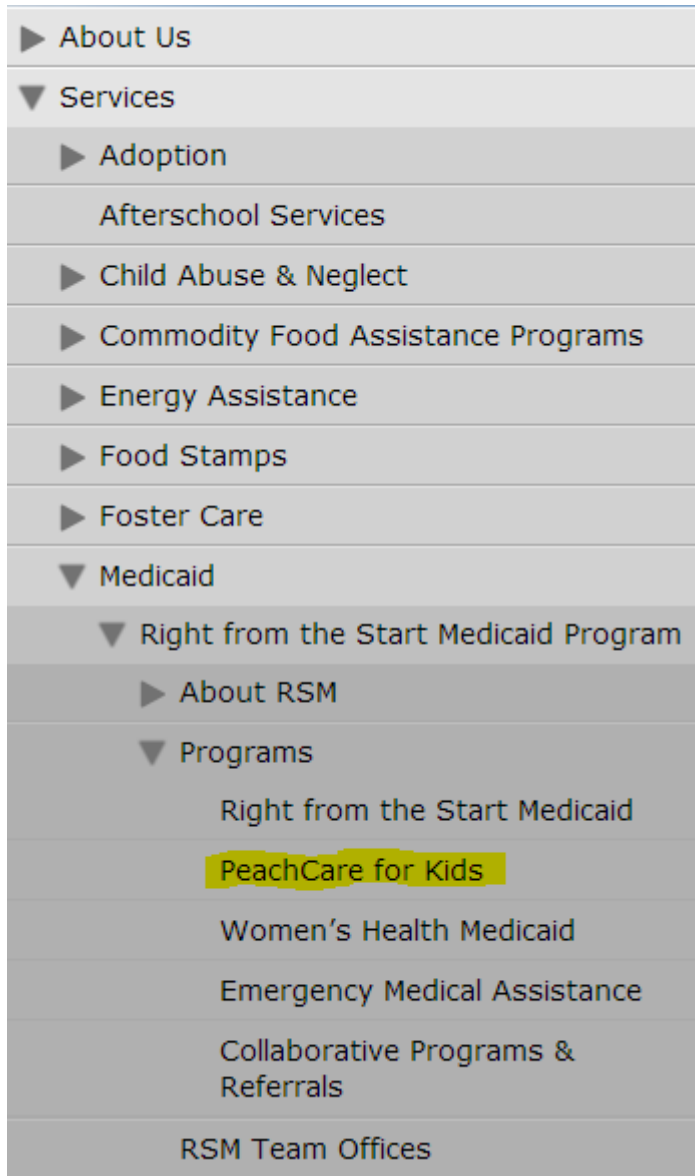 About Us
Services
Adoption
Afterschool Services
Child Abuse & Neglect
Commodity Food Assistance Programs
Energy Assistance
Food Stamps
Foster Care
Medicaid
Right from the Start Medicaid Program
About RSM
Programs
Right from the Start Medicaid
PeachCare for Kids
Women’s Health Medicaid
Emergency Medical Assistance
Collaborative Programs &
Referrals
RSM Team Offices